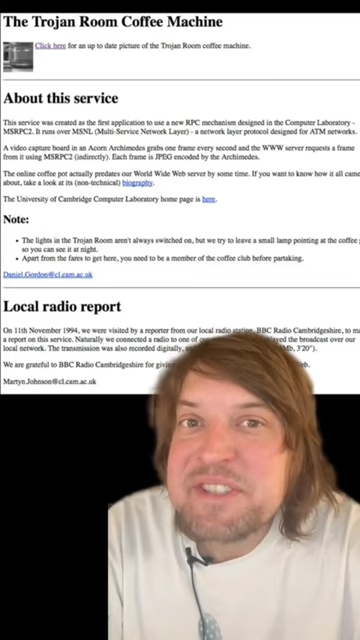 The Trojan Room Coffee Machine
Click here for an up to date picture of the Trojan Room coffee machine.
About this service
This service was created as the first application to use a new RPC mechanism designed in the Computer Laboratory -
MSRPC2. It runs over MSNL (Multi-Service Network Layer) - a network layer protocol designed for ATM networks.
A video capture board in an Acorn Archimedes grabs one frame every second and the WWW server requests a frame
from it using MSRPC2 (indirectly). Each frame is JPEG encoded by the Archimedes.
The online coffee pot actually predates our World Wide Web server by some time. If you want to know how it all came
about, take a look at its (non-technical) biography.
The University of Cambridge Computer Laboratory home page is here.
Note:
• The lights in the Trojan Room aren't always switched on, but we try to leave a small lamp pointing at the coffee
so you can see it at night.
• Apart from the fares to get here, you need to be a member of the coffee club before partaking.
Daniel.Gordon@cl.cam.ac.uk
Local radio report
On 11th November 1994, we were visited by a reporter from our local radio station, BBC Radio Cambridgeshire, to
a report on this service. Naturally we connected a radio to one of our played the broadcast over our
local network. The transmission was also recorded digitally, 3'20").
We are grateful to BBC Radio Cambridgeshire for
Martyn.Johnson@cl.cam.ac.uk